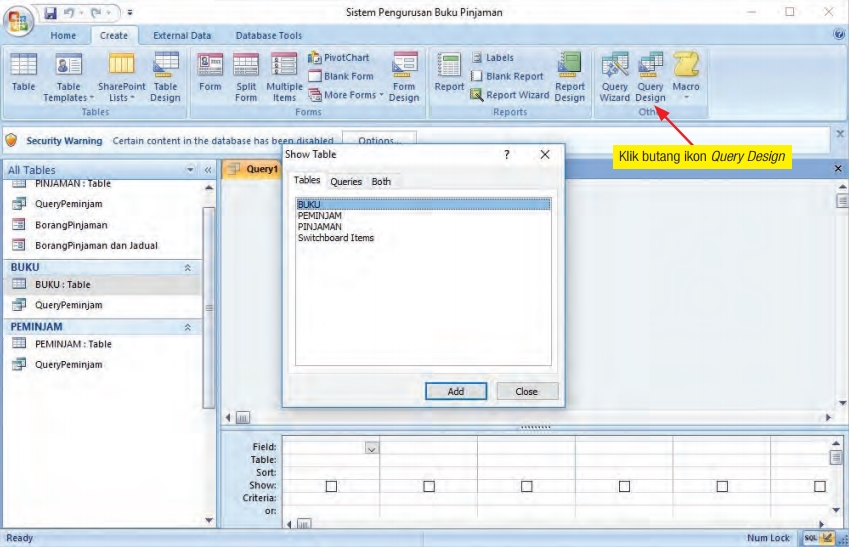 Sistem Pengurusan Buku Pinjaman
Home Create External Data Database Tools
Table
Table Templates
SharePoint Lists
Table Design
Tables
Form
Split Form
Multiple Items
PivotChart
Blank Form
More Forms
Form Design
Forms
Report
Labels
Blank Report
Report Wizard
Report Design
Reports
Query Wizard
Query Design
Macro
Other
Security Warning Certain content in the database has been disabled Options...
Klik butang ikon Query Design
All Tables
PINJAMAN : Table
QueryPeminjam
BorangPinjaman
BorangPinjaman dan Jadual
BUKU
BUKU : Table
QueryPeminjam
PEMINJAM
PEMINJAM : Table
QueryPeminjam
Query1
Show Table
Tables Queries Both
BUKU
PEMINJAM
PINJAMAN
Switchboard Items
Add Close
Field:
Table:
Sort:
Show:
Criteria:
or:
Ready
Num Lock SQL